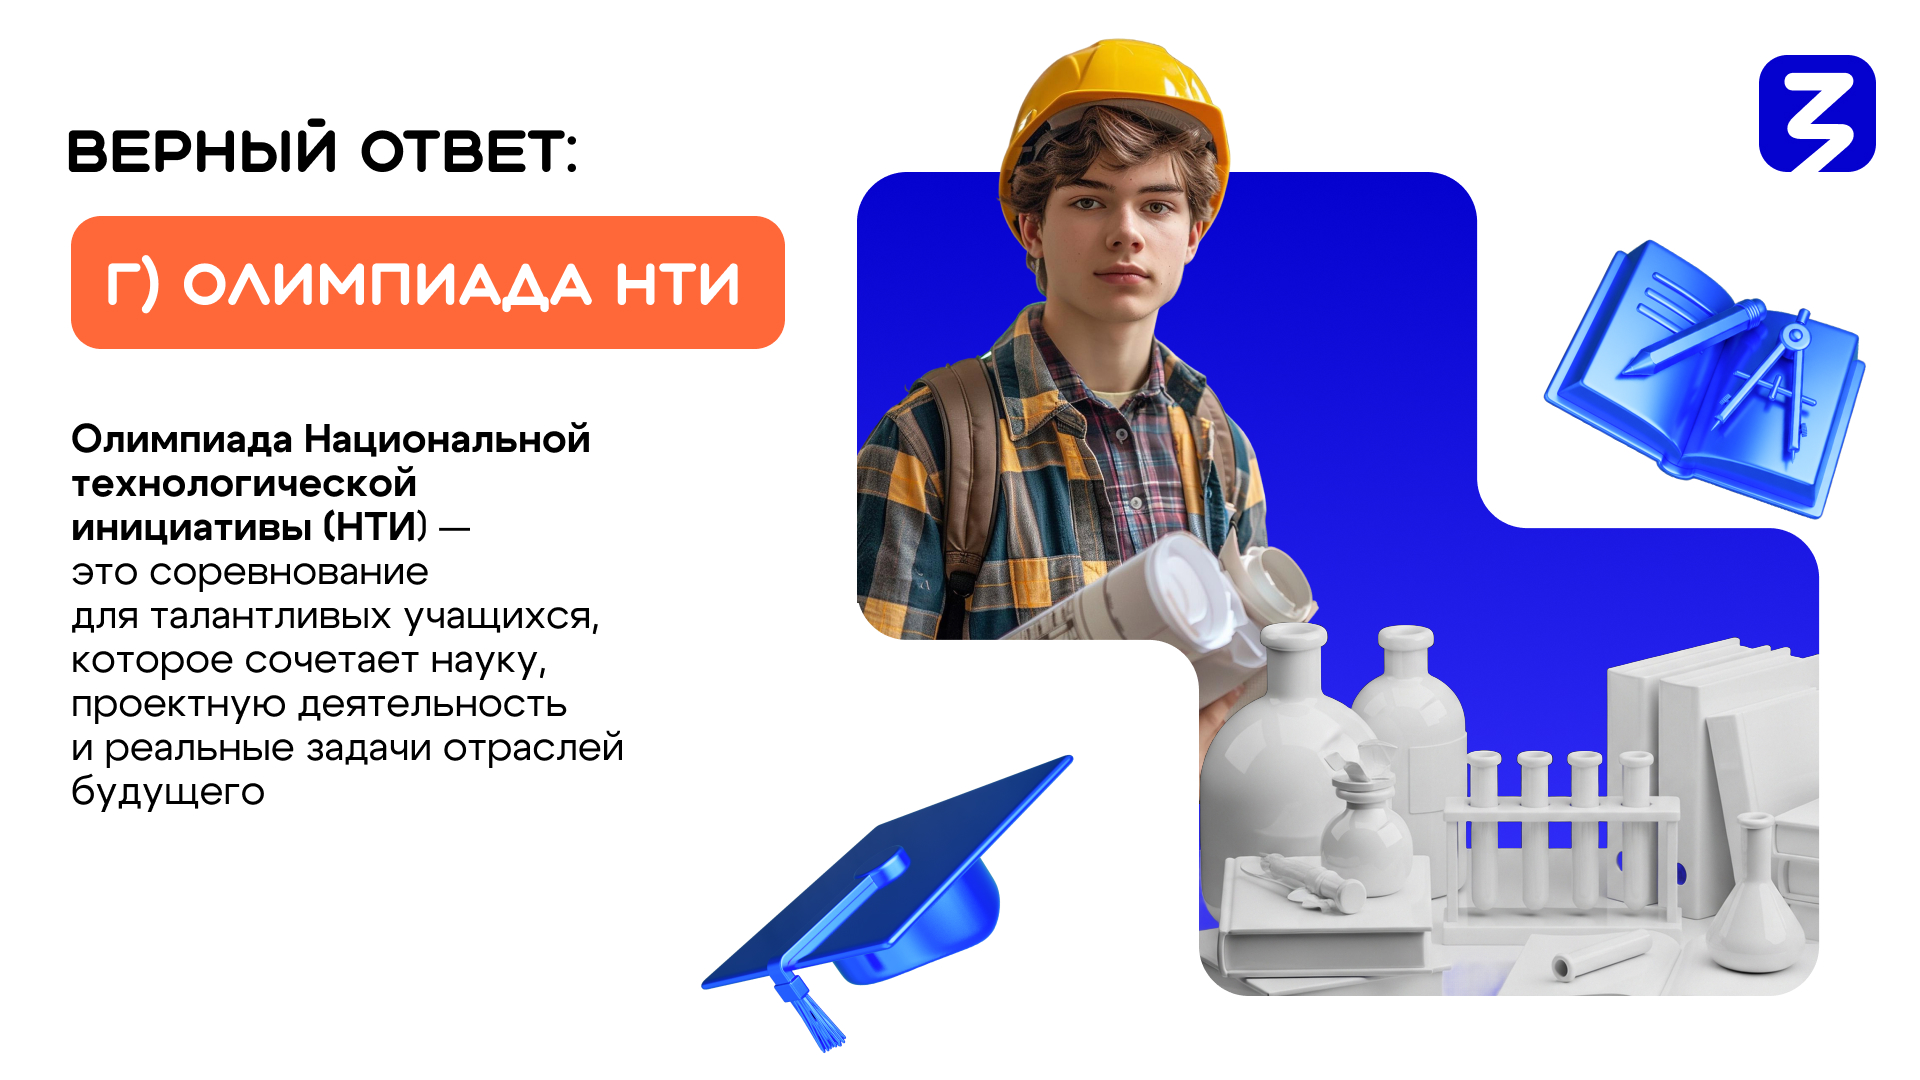 ВЕРНЫЙ ОТВЕТ:
Г) ОЛИМПИАДА НТИ
Олимпиада Национальной
технологической
инициативы (НТИ) —
это соревнование
для талантливых учащихся,
которое сочетает науку,
проектную деятельность
и реальные задачи отраслей
будущего